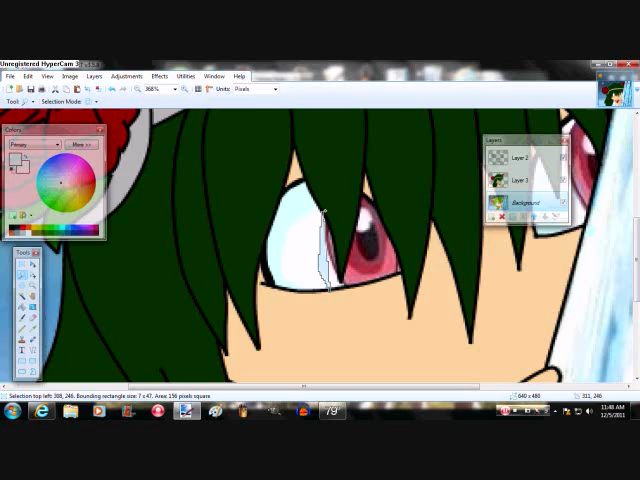 Unregistered HyperCam 3
File Edit View Image Layers Adjustments Effects Utilities Window Help
368% Units: Pixels
Tool: Selection Mode:
Colors
Primary More >>
Layers
Layer 2
Layer 3
Background
Tools
Selection top left: 308, 246. Bounding rectangle size: 7 x 47. Area: 156 pixels square
640 x 480
311, 246
79°
11:48 AM
12/5/2011